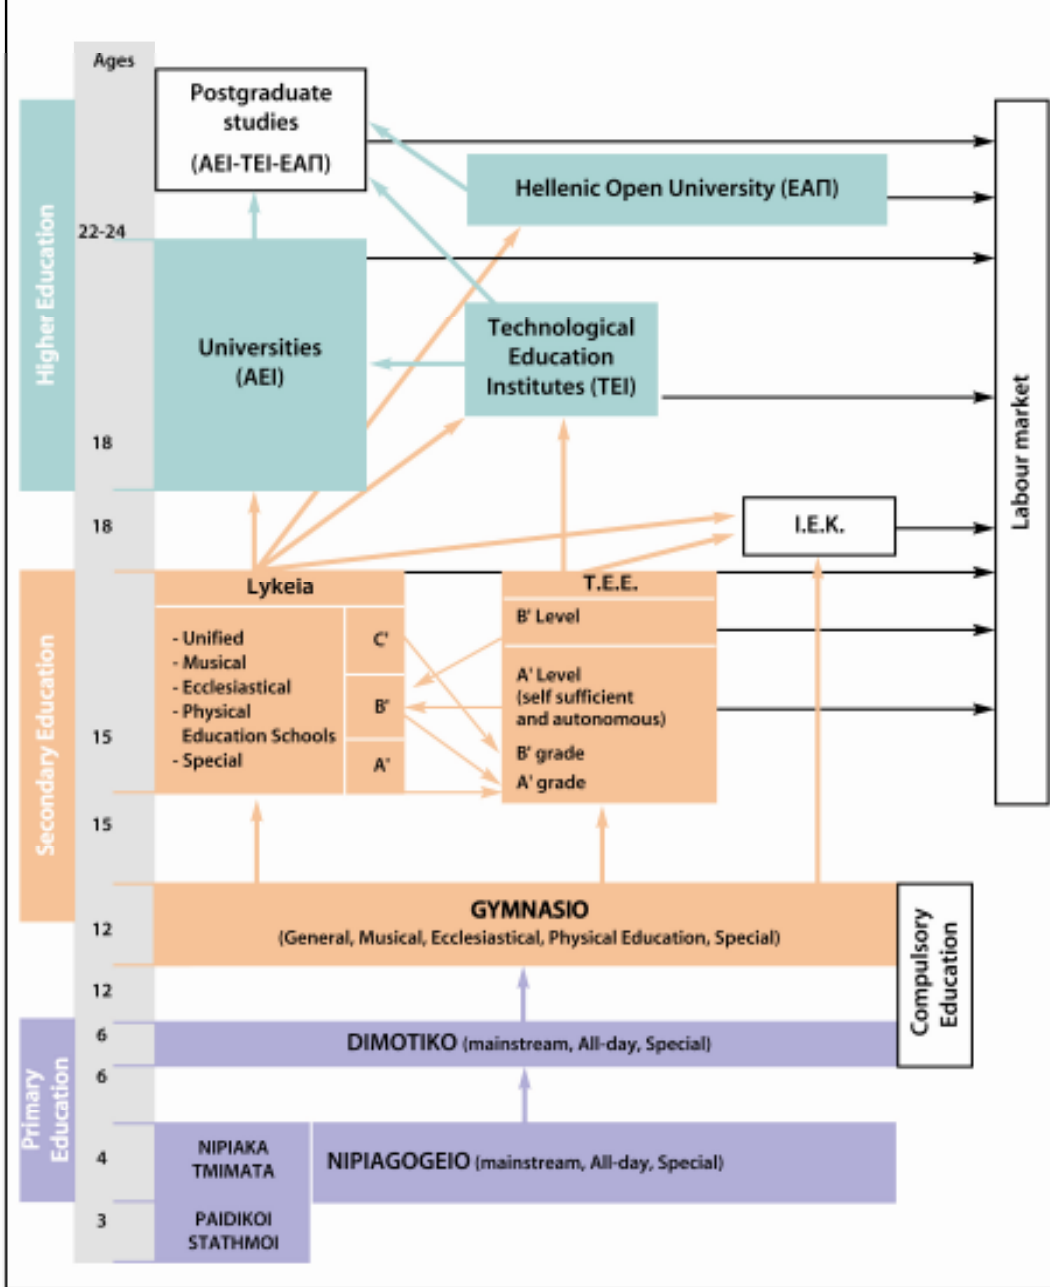 Ages
Postgraduate
studies
(ΑΕΙ-ΤΕΙ-ΕΑΠ)
Hellenic Open University (ΕΑΠ)
22-24
Higher Education
Universities
(AEI)
Technological
Education
Institutes (TEI)
Labour market
18
18
I.E.K.
Lykeia
T.E.E.
B' Level
- Unified
- Musical
- Ecclesiastical
- Physical
Education Schools
- Special
C'
B'
A'
A' Level
(self sufficient
and autonomous)
B' grade
A' grade
Secondary Education
15
15
GYMNASIO
(General, Musical, Ecclesiastical, Physical Education, Special)
12
Compulsory
Education
12
6
DIMOTIKO (mainstream, All-day, Special)
6
Primary
Education
4
NIPIAKA
TMIMATA
NIPIAGOGEIO (mainstream, All-day, Special)
3
PAIDIKOI
STATHMOI